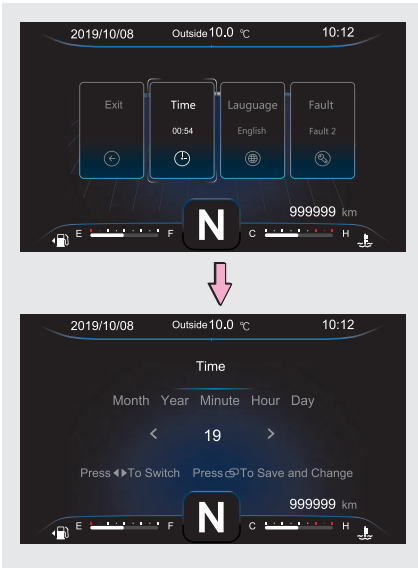 2019/10/08 Outside 10.0 ℃ 10:12
Exit Time Lauguage Fault
00:54 English Fault 2
999999 km
E F N C H
2019/10/08 Outside 10.0 ℃ 10:12
Time
Month Year Minute Hour Day
< 19 >
Press ◀▶ To Switch Press To Save and Change
999999 km
E F N C H